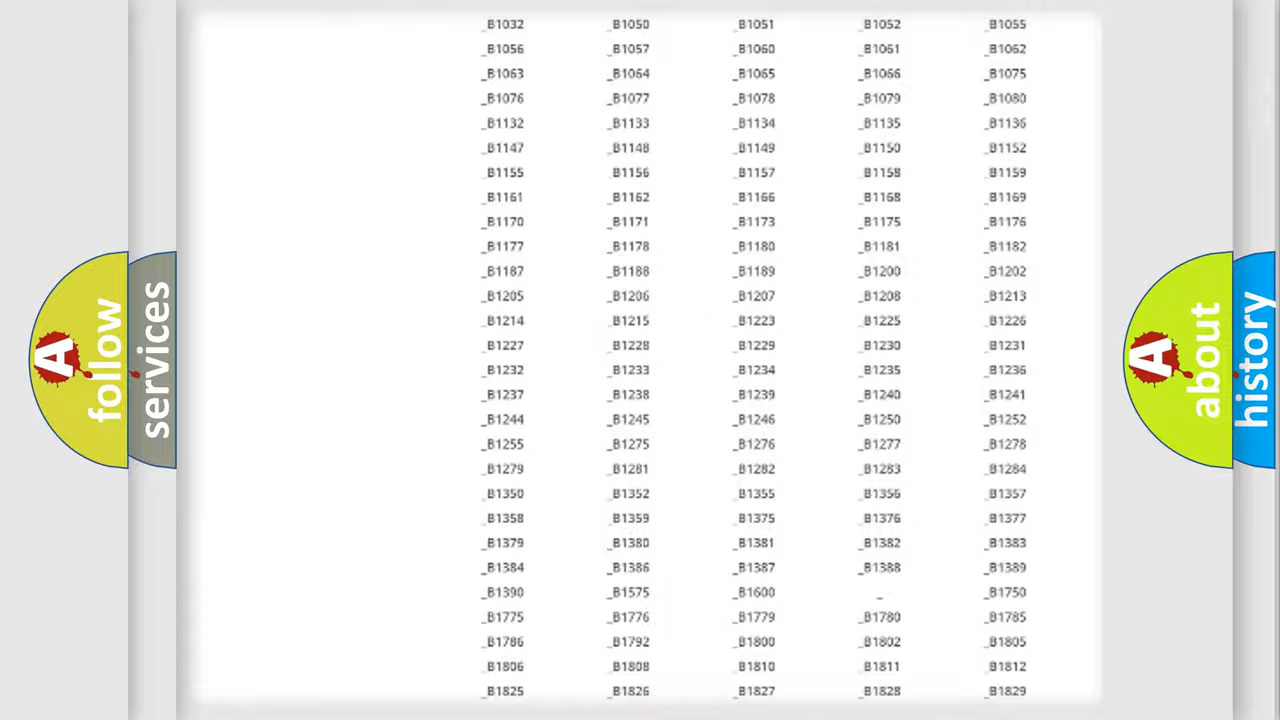 _B1032 _B1050 _B1051 _B1052 _B1055
_B1056 _B1057 _B1060 _B1061 _B1062
_B1063 _B1064 _B1065 _B1066 _B1075
_B1076 _B1077 _B1078 _B1079 _B1080
_B1132 _B1133 _B1134 _B1135 _B1136
_B1147 _B1148 _B1149 _B1150 _B1152
_B1155 _B1156 _B1157 _B1158 _B1159
_B1161 _B1162 _B1166 _B1168 _B1169
_B1170 _B1171 _B1173 _B1175 _B1176
_B1177 _B1178 _B1180 _B1181 _B1182
_B1187 _B1188 _B1189 _B1200 _B1202
_B1205 _B1206 _B1207 _B1208 _B1213
_B1214 _B1215 _B1223 _B1225 _B1226
_B1227 _B1228 _B1229 _B1230 _B1231
_B1232 _B1233 _B1234 _B1235 _B1236
_B1237 _B1238 _B1239 _B1240 _B1241
_B1244 _B1245 _B1246 _B1250 _B1252
_B1255 _B1275 _B1276 _B1277 _B1278
_B1279 _B1281 _B1282 _B1283 _B1284
_B1350 _B1352 _B1355 _B1356 _B1357
_B1358 _B1359 _B1375 _B1376 _B1377
_B1379 _B1380 _B1381 _B1382 _B1383
_B1384 _B1386 _B1387 _B1388 _B1389
_B1390 _B1575 _B1600 _ _B1750
_B1775 _B1776 _B1779 _B1780 _B1785
_B1786 _B1792 _B1800 _B1802 _B1805
_B1806 _B1808 _B1810 _B1811 _B1812
_B1825 _B1826 _B1827 _B1828 _B1829
A
follow
services
A
about
history